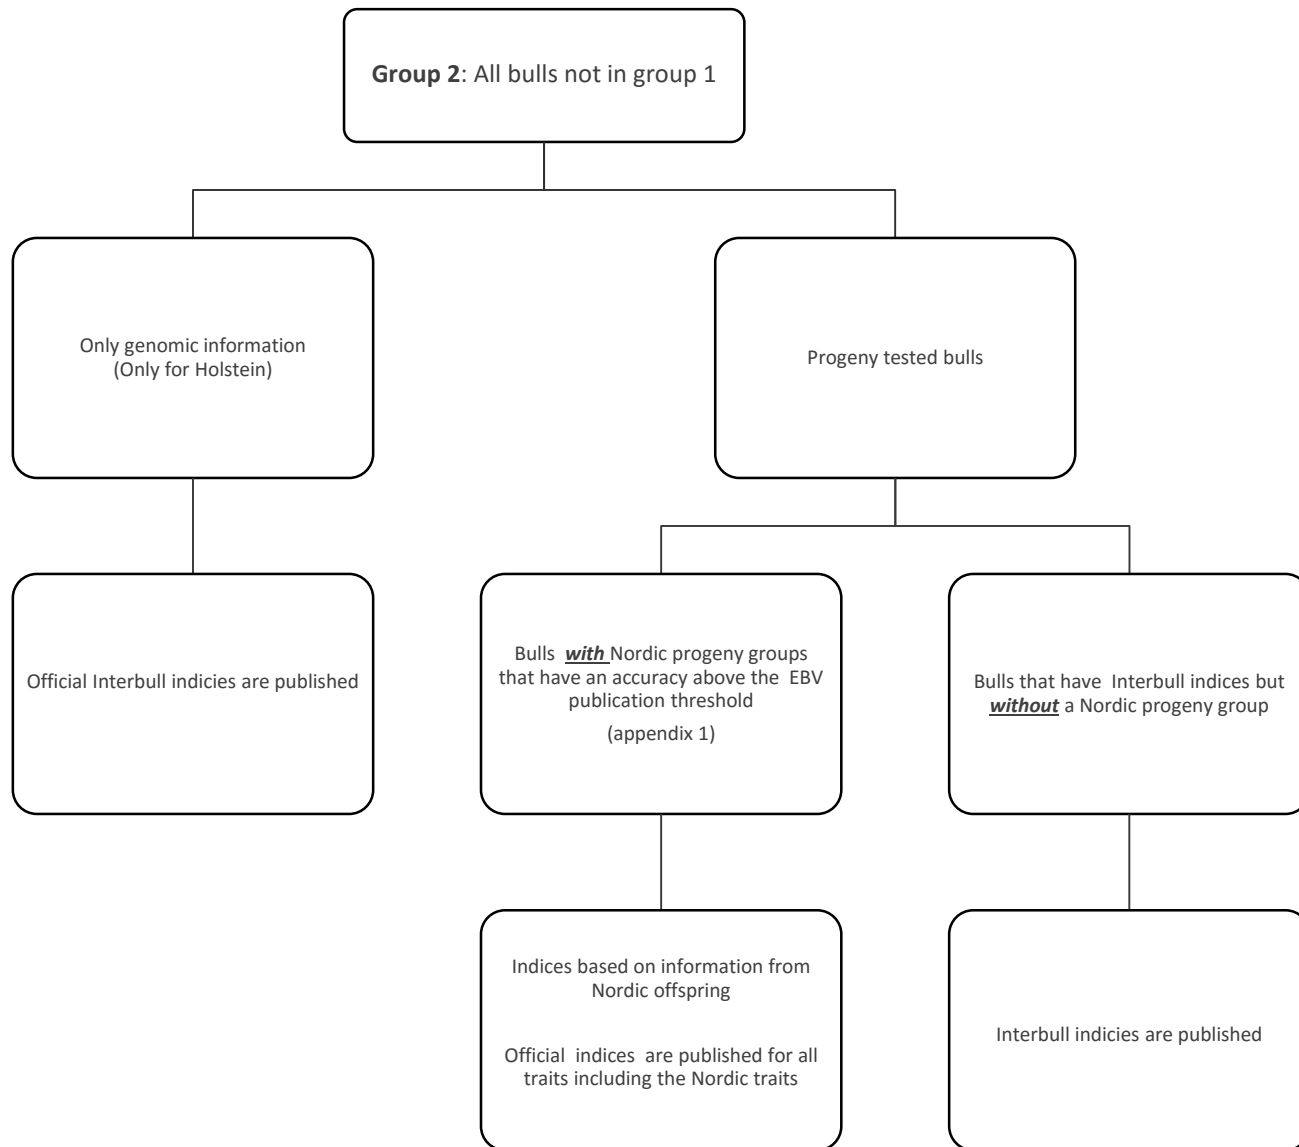 Group 2: All bulls not in group 1
Only genomic information
(Only for Holstein)
Progeny tested bulls
Official Interbull indicies are published
Bulls with Nordic progeny groups
that have an accuracy above the EBV
publication threshold
(appendix 1)
Bulls that have Interbull indices but
without a Nordic progeny group
Indices based on information from
Nordic offspring
Official indices are published for all
traits including the Nordic traits
Interbull indicies are published